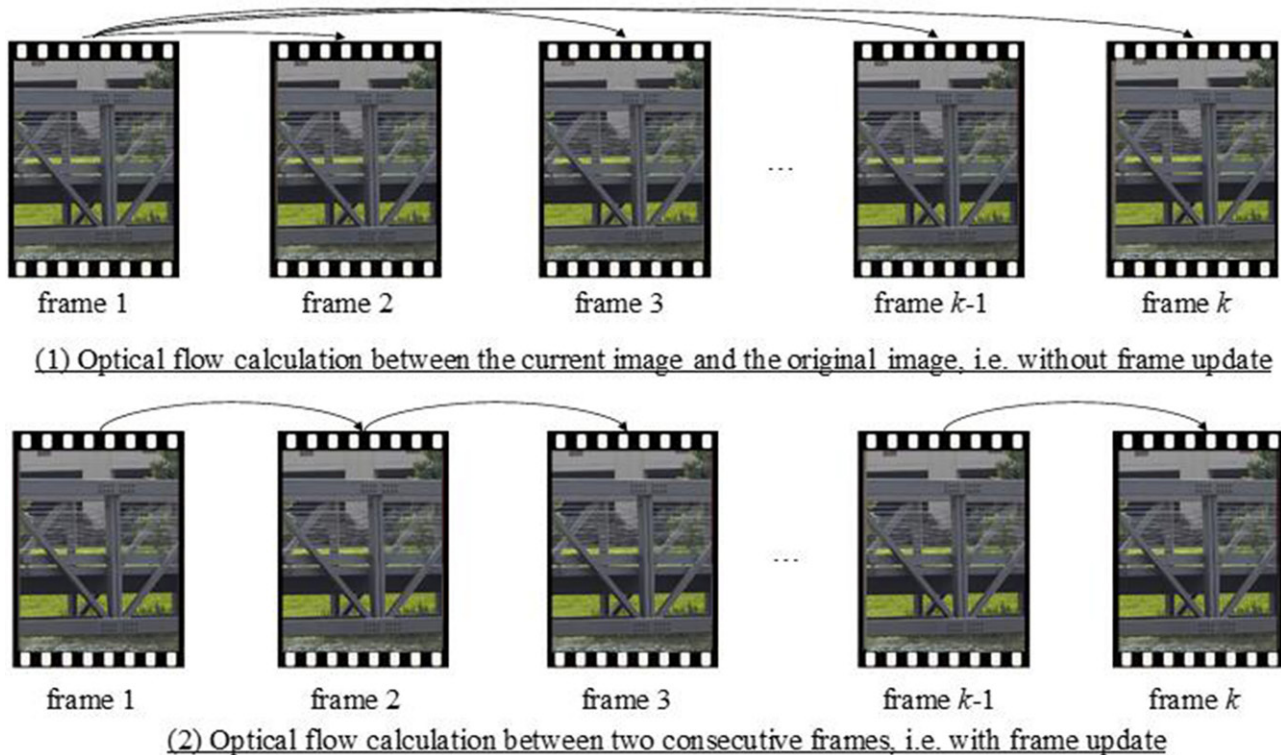 ...
frame 1 frame 2 frame 3 frame k-1 frame k
(1) Optical flow calculation between the current image and the original image, i.e. without frame update
...
frame 1 frame 2 frame 3 frame k-1 frame k
(2) Optical flow calculation between two consecutive frames, i.e. with frame update